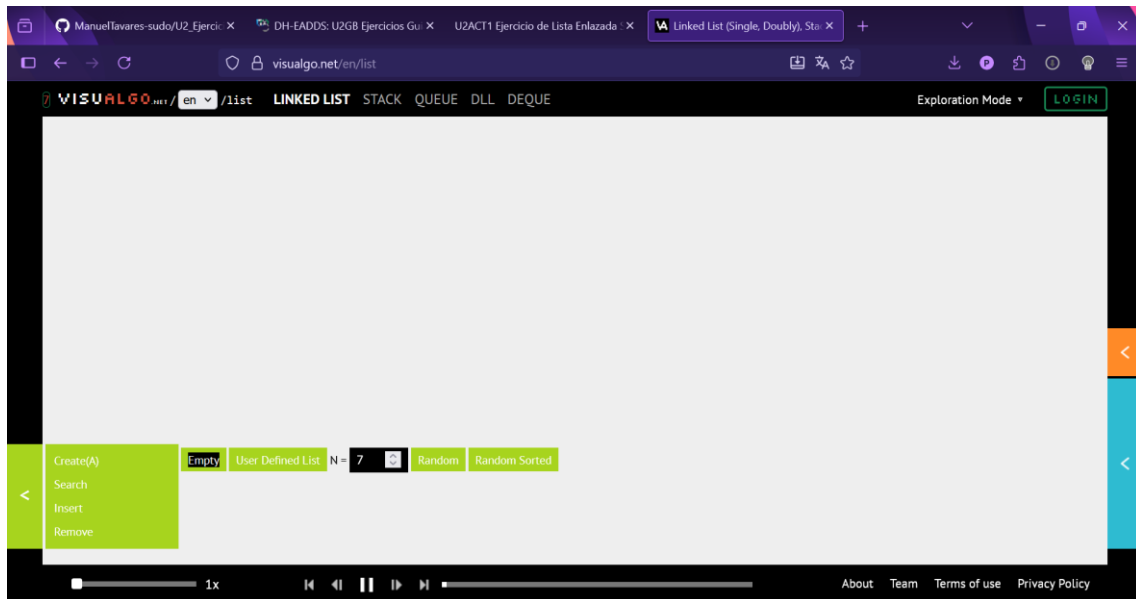 ManuelTavares-sudo/U2_Ejercic DH-EADDS: U2GB Ejercicios Gu U2ACT1 Ejercicio de Lista Enlazada S Linked List (Single, Doubly), Sta
visualgo.net/en/list
7 VISUALGO.NET/ en /list LINKED LIST STACK QUEUE DLL DEQUE Exploration Mode LOGIN
Create(A) Empty User Defined List N = 7 Random Random Sorted
Search
Insert
Remove
1x About Team Terms of use Privacy Policy